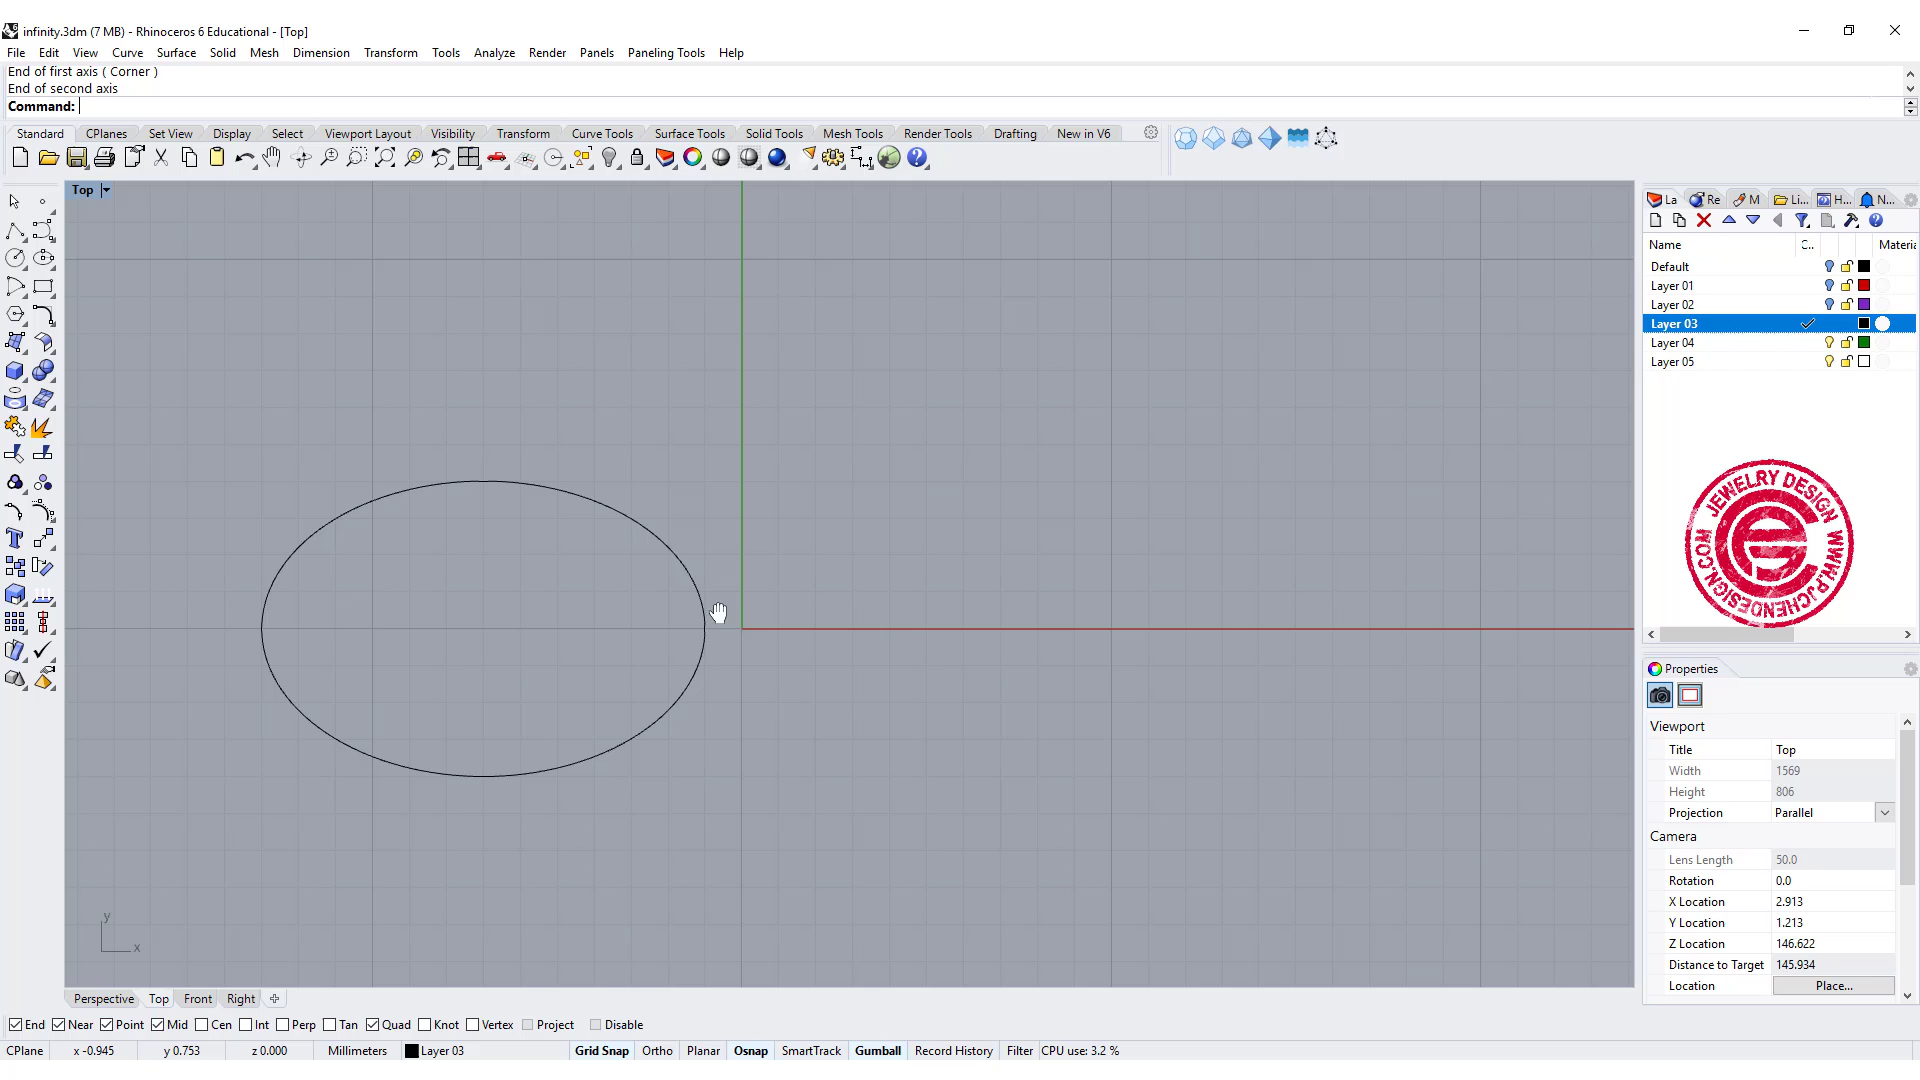 infinity.3dm (7 MB) - Rhinoceros 6 Educational - [Top]
File Edit View Curve Surface Solid Mesh Dimension Transform Tools Analyze Render Panels Paneling Tools Help
End of first axis ( Corner )
End of second axis
Command:
Standard CPlanes Set View Display Select Viewport Layout Visibility Transform Curve Tools Surface Tools Solid Tools Mesh Tools Render Tools Drafting New in V6
Top
La Re M Li... H... N...
Name C.. Materia
Default
Layer 01
Layer 02
Layer 03
Layer 04
Layer 05
JEWELRY DESIGN
WWW.PJCHENDESIGN.COM
Properties
Viewport
Title Top
Width 1569
Height 806
Projection Parallel
Camera
Lens Length 50.0
Rotation 0.0
X Location 2.913
Y Location 1.213
Z Location 146.622
Distance to Target 145.934
Location Place...
y
x
Perspective Top Front Right
End Near Point Mid Cen Int Perp Tan Quad Knot Vertex Project Disable
CPlane x -0.945 y 0.753 z 0.000 Millimeters Layer 03 Grid Snap Ortho Planar Osnap SmartTrack Gumball Record History Filter CPU use: 3.2 %